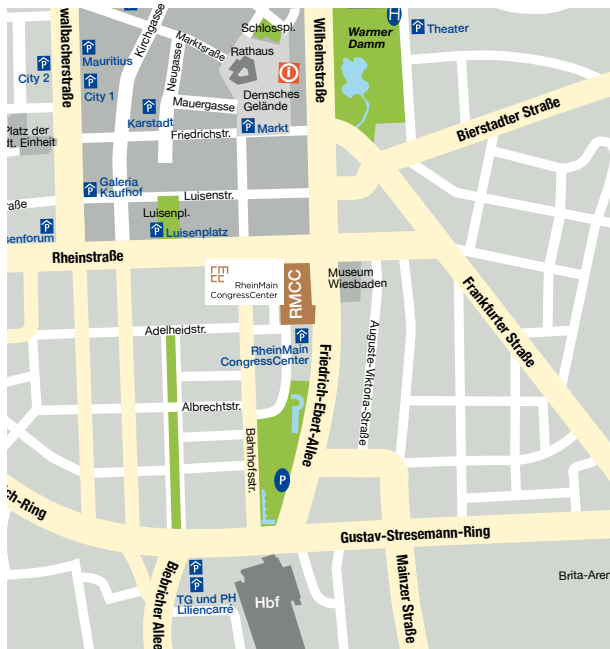 H
Theater
Schlosspl.
Warmer
Damm
Kirchgasse
walbacherstraße
Wilhelmstraße
Marktsraße
Neugasse
Rathaus
P
Mauritius
P
City 2
P
City 1
P
Karstadt
Mauergasse
Dernsches
Gelände
P
Markt
Friedrichstr.
Platz der
dt. Einheit
Bierstadter Straße
P
Galeria
Kaufhof
Luisenstr.
raße
Luisenpl.
P
Luisenplatz
P
senforum
Rheinstraße
RheinMain
CongressCenter
RMCC
Museum
Wiesbaden
Frankfurter Straße
Adelheidstr.
P
RheinMain
CongressCenter
Auguste-Viktoria-Straße
Friedrich-Ebert-Allee
Albrechtstr.
Bahnhofsstr.
P
ch-Ring
Gustav-Stresemann-Ring
Biebricher Allee
P
P
TG und PH
Liliencarré
Hbf
Mainzer Straße
Brita-Aren